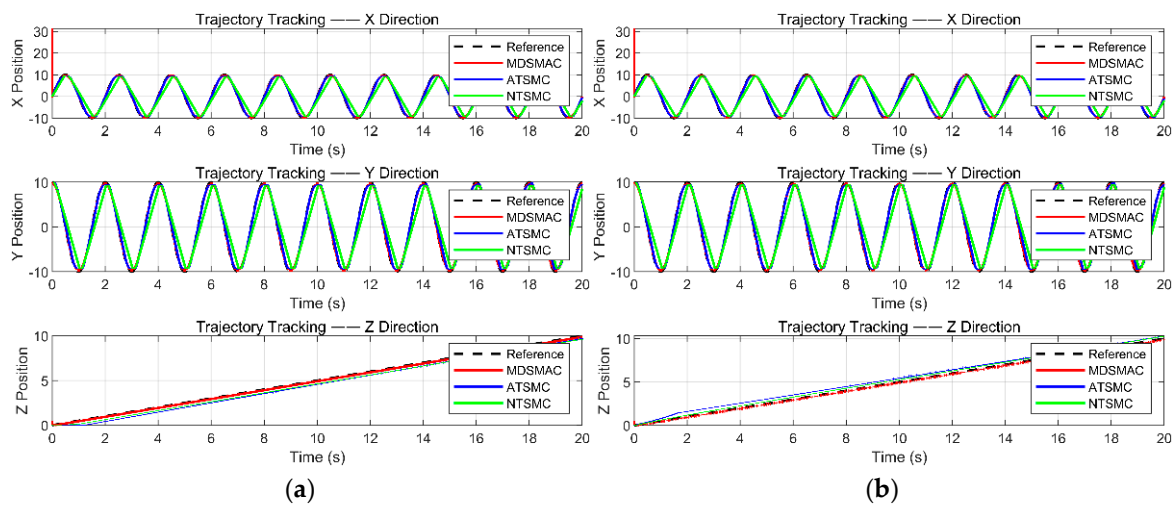 Trajectory Tracking —— X Direction
X Position
30
20
10
0
-10
Reference
MDSMAC
ATSMC
NTSMC
0 2 4 6 8 10 12 14 16 18 20
Time (s)
Trajectory Tracking —— Y Direction
Y Position
10
0
-10
Reference
MDSMAC
ATSMC
NTSMC
0 2 4 6 8 10 12 14 16 18 20
Time (s)
Trajectory Tracking —— Z Direction
Z Position
10
5
0
Reference
MDSMAC
ATSMC
NTSMC
0 2 4 6 8 10 12 14 16 18 20
Time (s)
(a)
Trajectory Tracking —— X Direction
X Position
30
20
10
0
-10
Reference
MDSMAC
ATSMC
NTSMC
0 2 4 6 8 10 12 14 16 18 20
Time (s)
Trajectory Tracking —— Y Direction
Y Position
10
0
-10
Reference
MDSMAC
ATSMC
NTSMC
0 2 4 6 8 10 12 14 16 18 20
Time (s)
Trajectory Tracking —— Z Direction
Z Position
10
5
0
Reference
MDSMAC
ATSMC
NTSMC
0 2 4 6 8 10 12 14 16 18 20
Time (s)
(b)